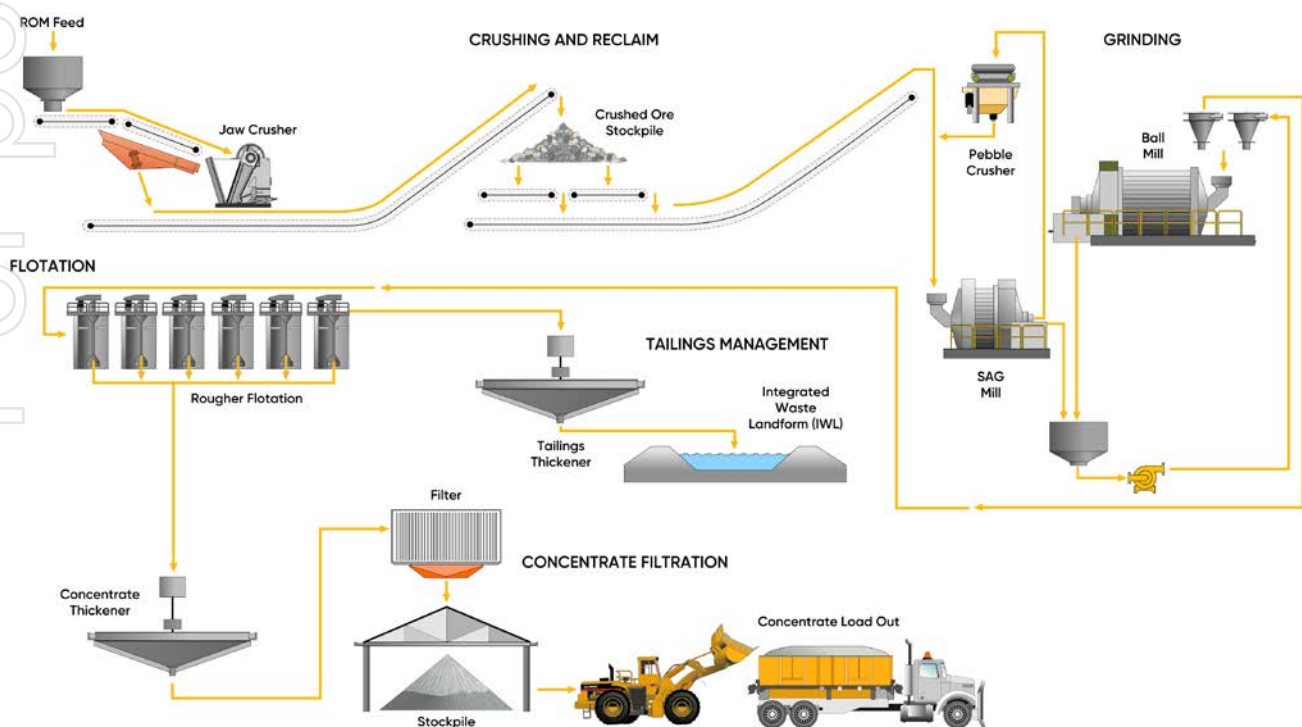 ROM Feed
CRUSHING AND RECLAIM
GRINDING
Jaw Crusher
Crushed Ore
Stockpile
Pebble
Crusher
Ball
Mill
FLOTATION
Rougher Flotation
TAILINGS MANAGEMENT
SAG
Mill
Integrated
Waste
Landform (IWL)
Tailings
Thickener
Filter
CONCENTRATE FILTRATION
Concentrate
Thickener
Concentrate Load Out
Stockpile